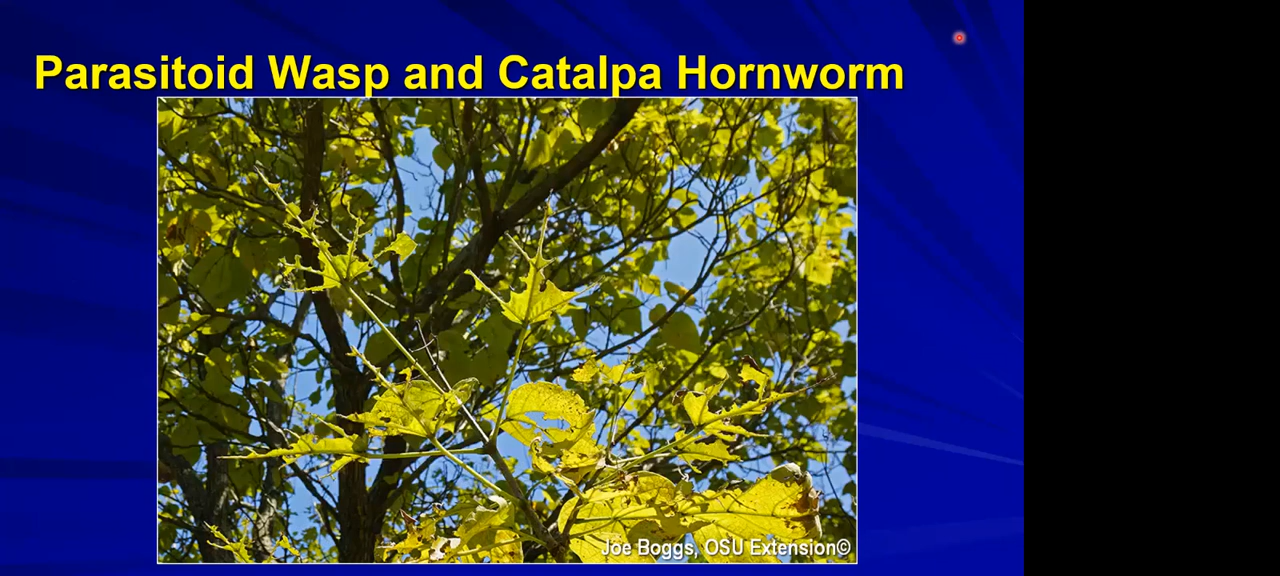 Parasitoid Wasp and Catalpa Hornworm
Joe Boggs, OSU Extension©